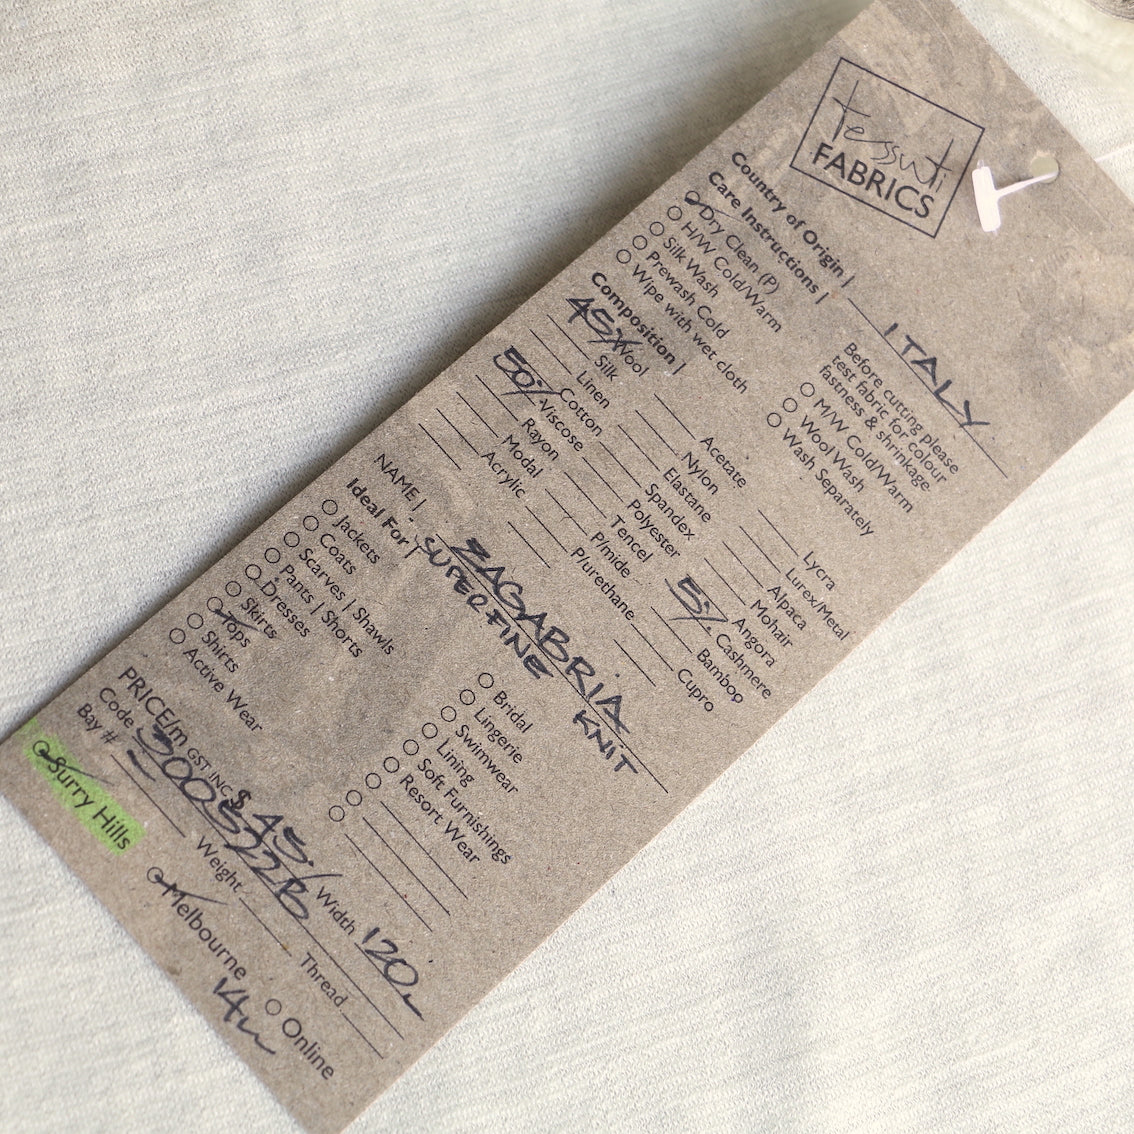 tessuti
FABRICS
Country of Origin | ITALY
Care Instructions |
Dry Clean (P)
H/W Cold/Warm
Silk Wash
Prewash Cold
Wipe with wet cloth
Before cutting please
test fabric for colour
fastness & shrinkage.
M/W Cold/Warm
Wool Wash
Wash Separately
Composition |
45% Wool
Silk
Linen
Cotton
50% Viscose
Rayon
Modal
Acrylic
Acetate
Nylon
Elastane
Spandex
Polyester
Tencel
P/mide
P/urethane
Lycra
Lurex/Metal
Alpaca
Mohair
Angora
5% Cashmere
Bamboo
Cupro
NAME | ZAGABRIA
SUPERFINE KNIT
Ideal For |
Jackets
Coats
Scarves | Shawls
Pants | Shorts
Dresses
Skirts
Tops
Shirts
Active Wear
Bridal
Lingerie
Swimwear
Lining
Soft Furnishings
Resort Wear
PRICE/m GST INC $45. Width 120
Code 300522B
Bay # Weight Thread
Surry Hills Melbourne Online